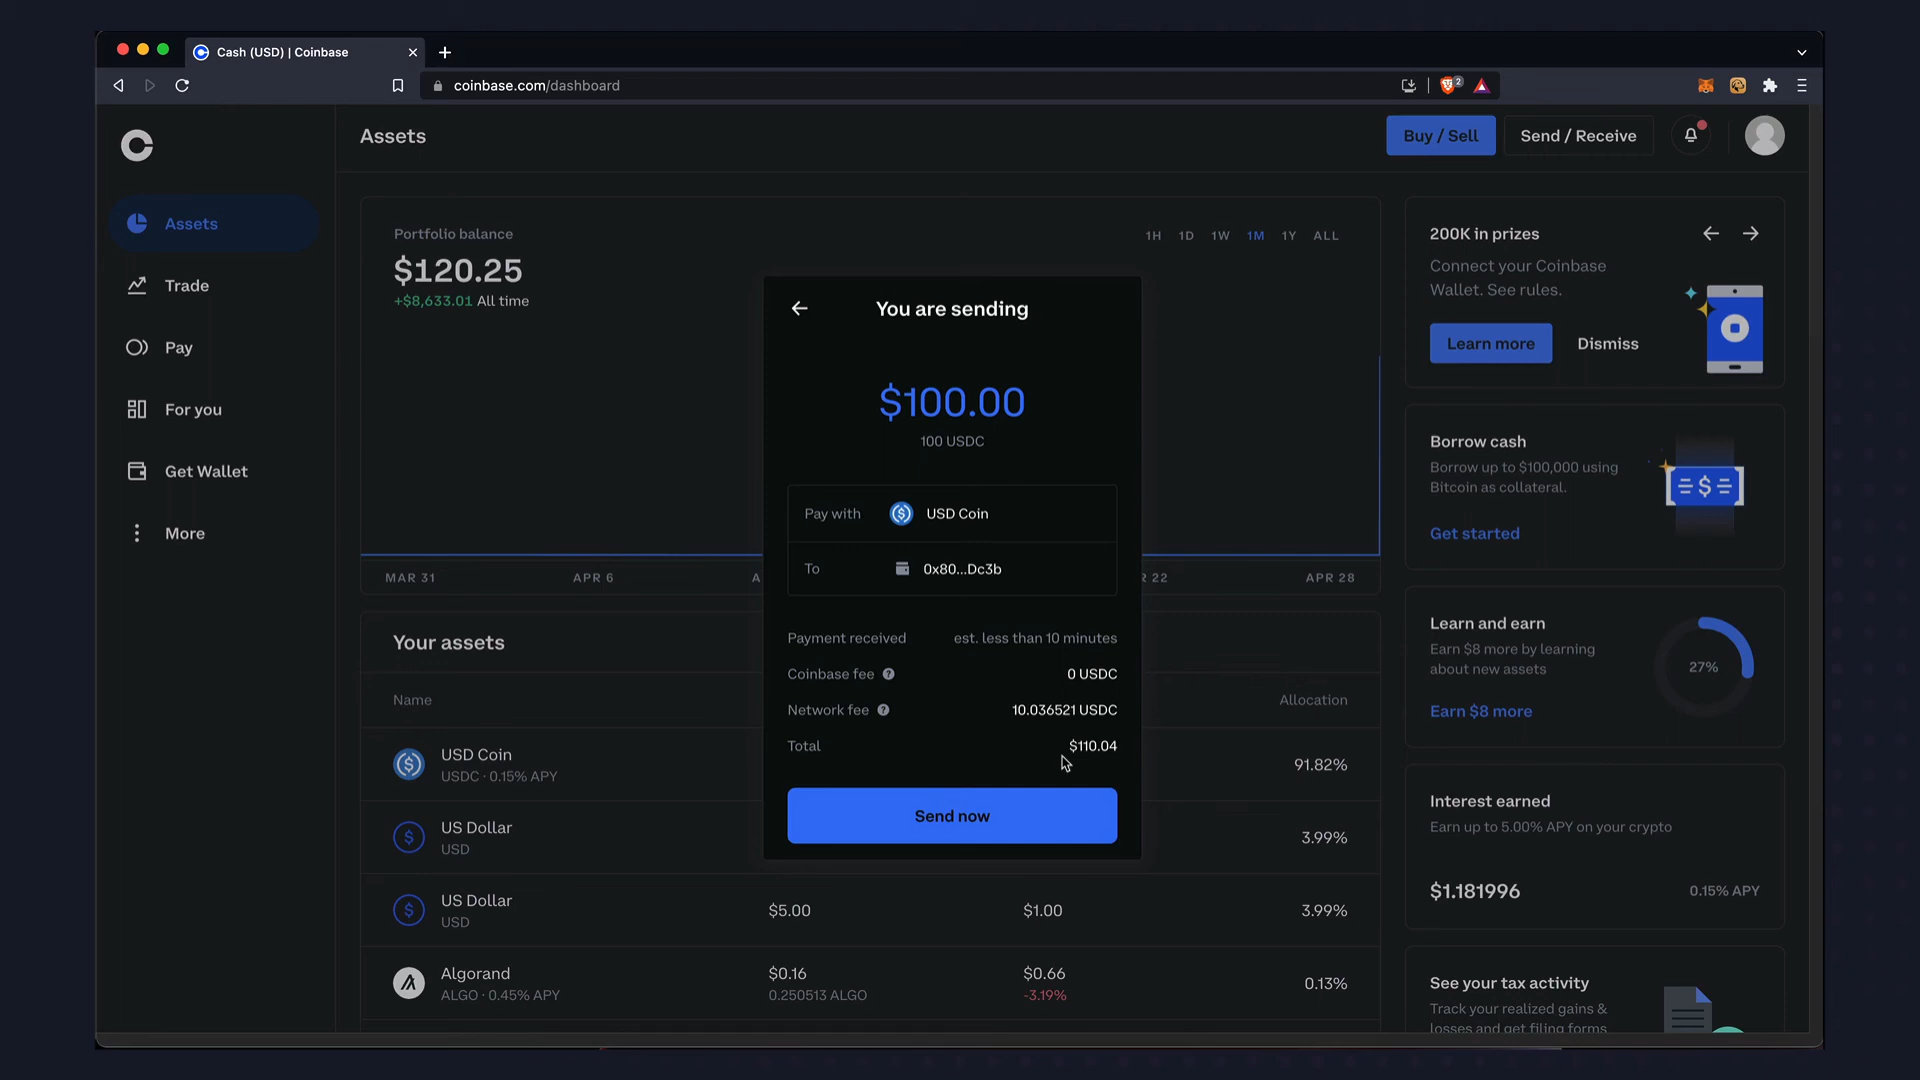 Cash (USD) | Coinbase
coinbase.com/dashboard
2
Assets
Buy / Sell
Send / Receive
Assets
Trade
Pay
For you
Get Wallet
More
Portfolio balance
$120.25
+$8,633.01 All time
1H 1D 1W 1M 1Y ALL
MAR 31 APR 6 A R 22 APR 28
You are sending
$100.00
100 USDC
Pay with USD Coin
To 0x80...Dc3b
Payment received est. less than 10 minutes
Coinbase fee ? 0 USDC
Network fee ? 10.036521 USDC
Total $110.04
Send now
Your assets
Name Allocation
USD Coin
USDC · 0.15% APY
91.82%
US Dollar
USD
3.99%
US Dollar
USD
$5.00 $1.00 3.99%
Algorand
ALGO · 0.45% APY
$0.16
0.250513 ALGO
$0.66
-3.19%
0.13%
200K in prizes
Connect your Coinbase
Wallet. See rules.
Learn more Dismiss
Borrow cash
Borrow up to $100,000 using
Bitcoin as collateral.
Get started
Learn and earn
Earn $8 more by learning
about new assets
27%
Earn $8 more
Interest earned
Earn up to 5.00% APY on your crypto
$1.181996 0.15% APY
See your tax activity
Track your realized gains &
losses and get filing forms